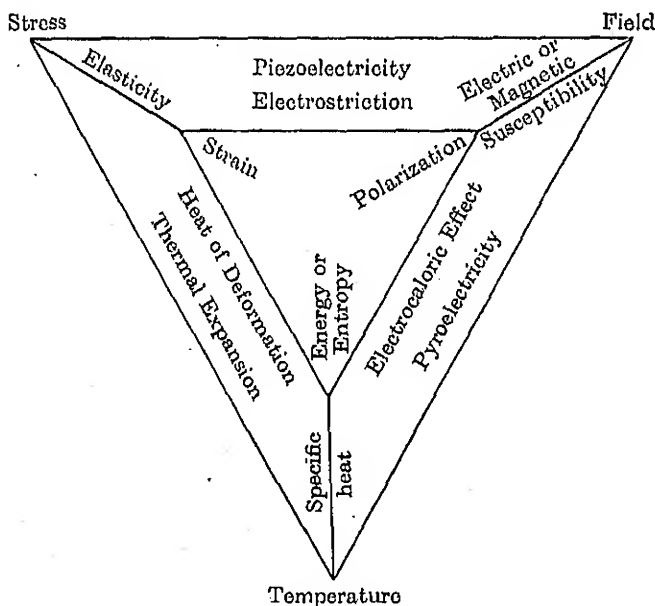 Stress
Field
Elasticity
Piezoelectricity
Electrostriction
Electric or
Magnetic
Susceptibility
Strain
Polarization
Heat of Deformation
Thermal Expansion
Energy or
Entropy
Electrocaloric Effect
Pyroelectricity
Specific
heat
Temperature